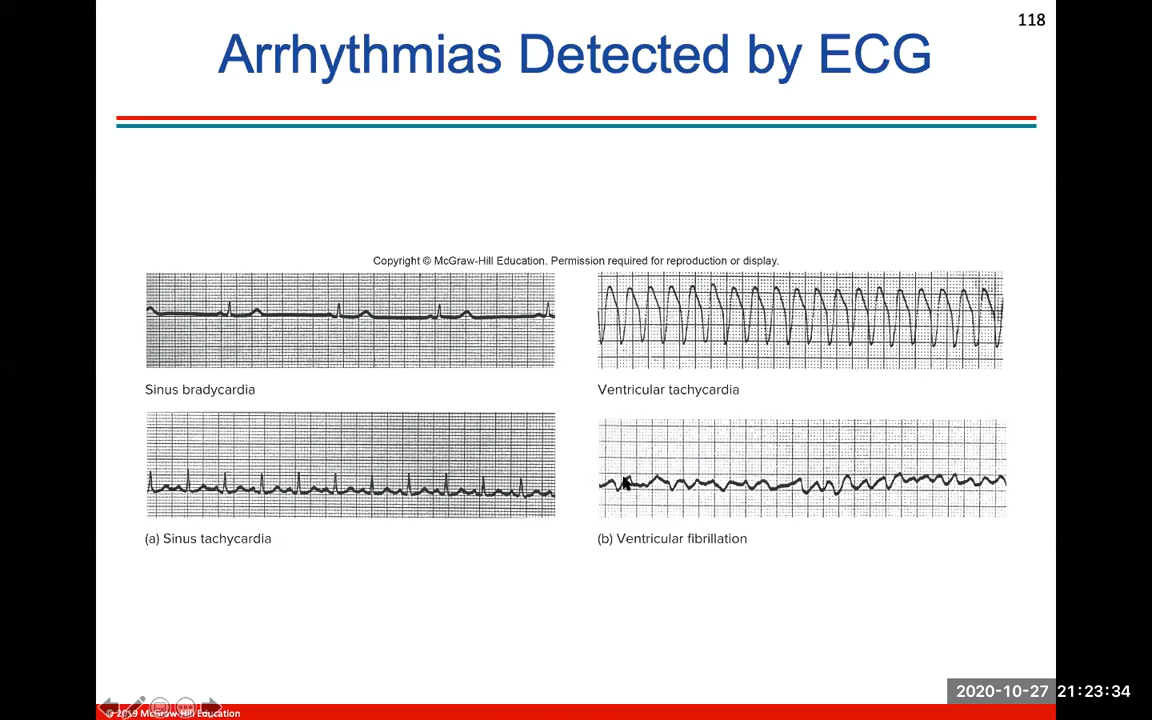 118
Arrhythmias Detected by ECG
Copyright © McGraw-Hill Education. Permission required for reproduction or display.
Sinus bradycardia
Ventricular tachycardia
(a) Sinus tachycardia
(b) Ventricular fibrillation
2020-10-27 21:23:34
© 2019 McGraw-Hill Education